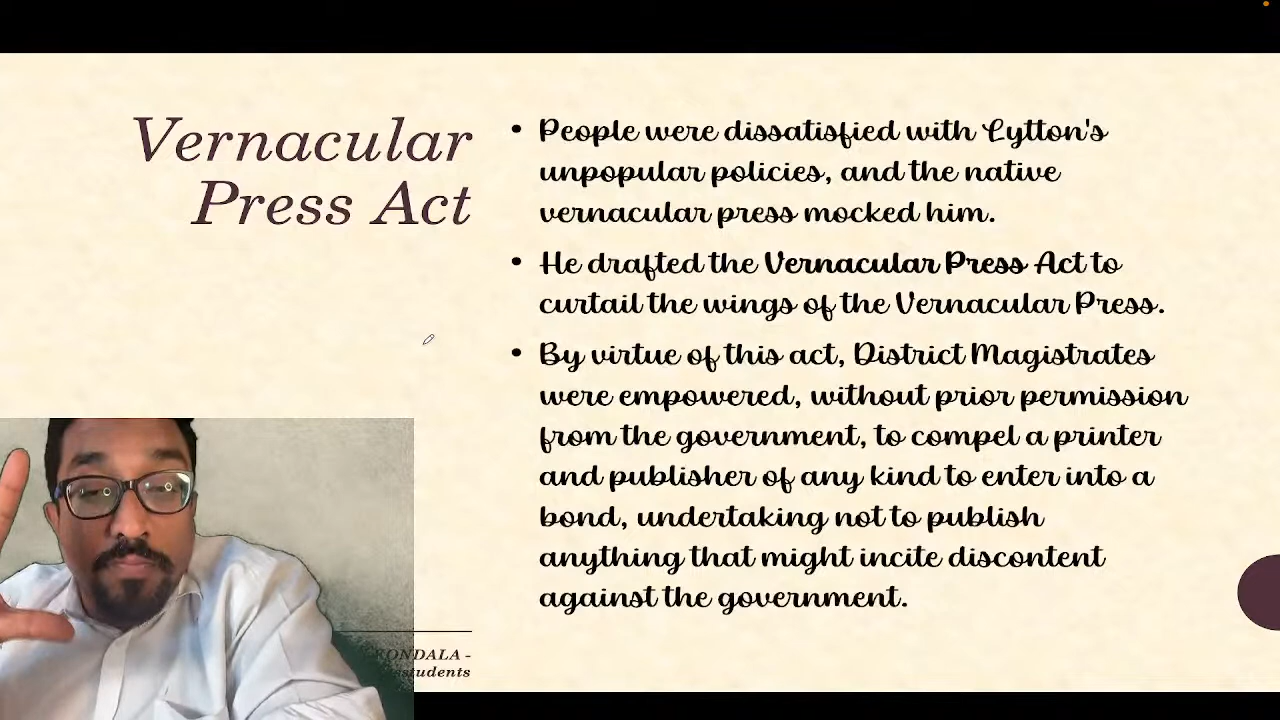 Vernacular
Press Act
• People were dissatisfied with Lytton's
unpopular policies, and the native
vernacular press mocked him.
• He drafted the Vernacular Press Act to
curtail the wings of the Vernacular Press.
• By virtue of this act, District Magistrates
were empowered, without prior permission
from the government, to compel a printer
and publisher of any kind to enter into a
bond, undertaking not to publish
anything that might incite discontent
against the government.
students